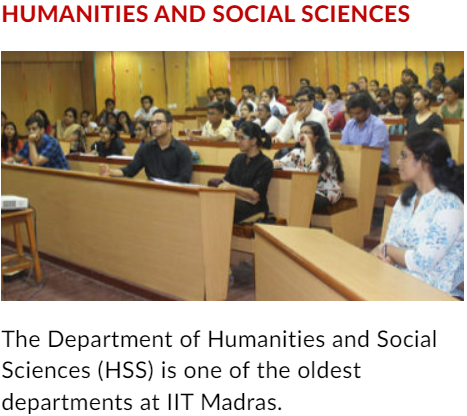 HUMANITIES AND SOCIAL SCIENCES
The Department of Humanities and Social
Sciences (HSS) is one of the oldest
departments at IIT Madras.